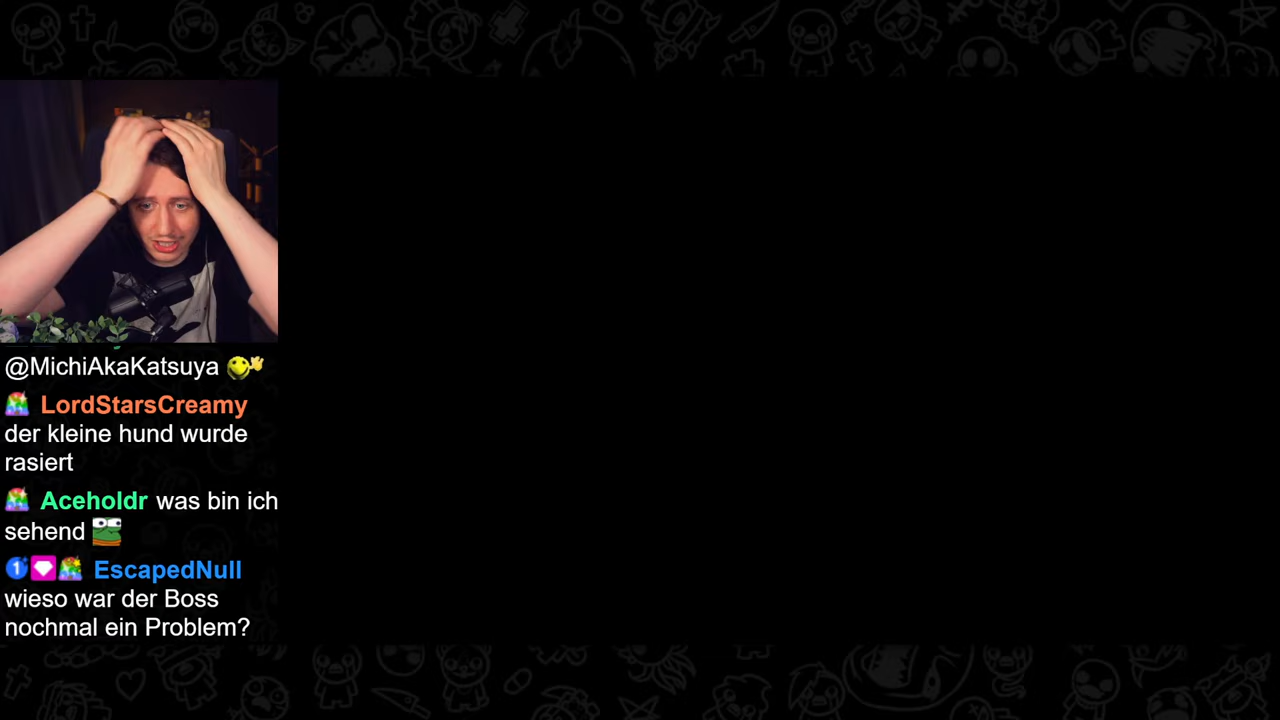 @MichiAkaKatsuya
LordStarsCreamy
der kleine hund wurde
rasiert
Aceholdr was bin ich
sehend
1 EscapedNull
wieso war der Boss
nochmal ein Problem?